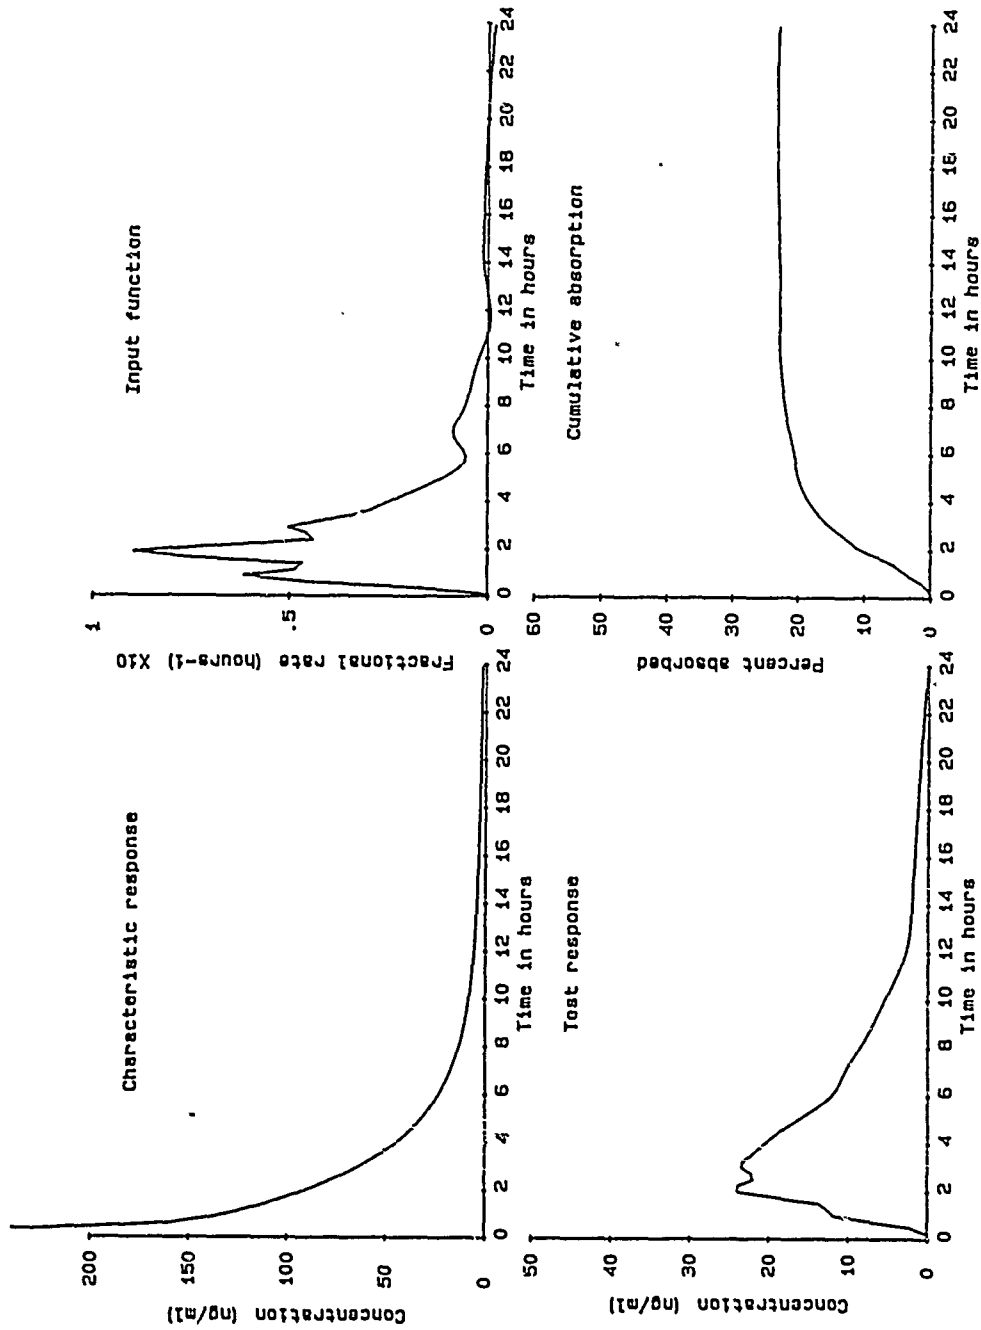 Characteristic response
Concentration (ng/ml)
200
150
100
50
0
0 2 4 6 8 10 12 14 16 18 20 22 24
Time in hours
Input function
Fractional rate (hours-1) X10
1
.5
0
0 2 4 6 8 10 12 14 16 18 20 22 24
Time in hours
Test response
Concentration (ng/ml)
50
40
30
20
10
0
0 2 4 6 8 10 12 14 16 18 20 22 24
Time in hours
Cumulative absorption
Percent absorbed
60
50
40
30
20
10
0
0 2 4 6 8 10 12 14 16 18 20 22 24
Time in hours